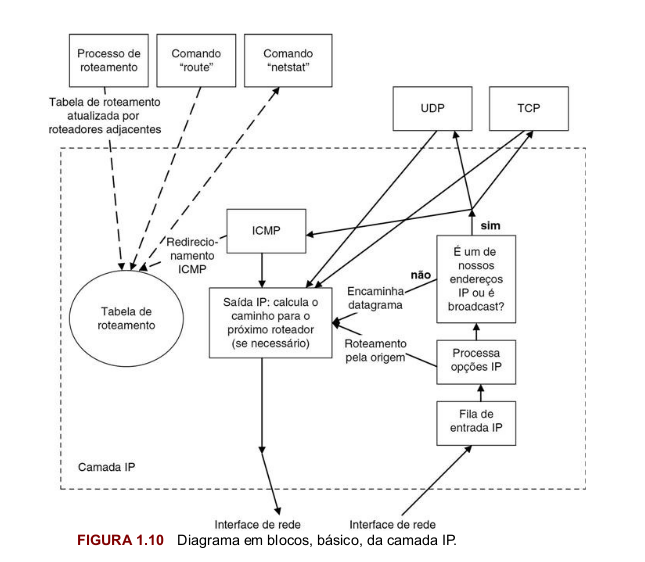 Processo de
roteamento
Comando
“route”
Comando
“netstat”
Tabela de roteamento
atualizada por
roteadores adjacentes
UDP
TCP
sim
ICMP
Redirecio-
namento
ICMP
É um de
nossos
endereços
IP ou é
broadcast?
não
Encaminha
datagrama
Tabela de
roteamento
Saída IP: calcula o
caminho para o
próximo roteador
(se necessário)
Roteamento
pela origem
Processa
opções IP
Fila de
entrada IP
Camada IP
Interface de rede
Interface de rede
FIGURA 1.10 Diagrama em blocos, básico, da camada IP.